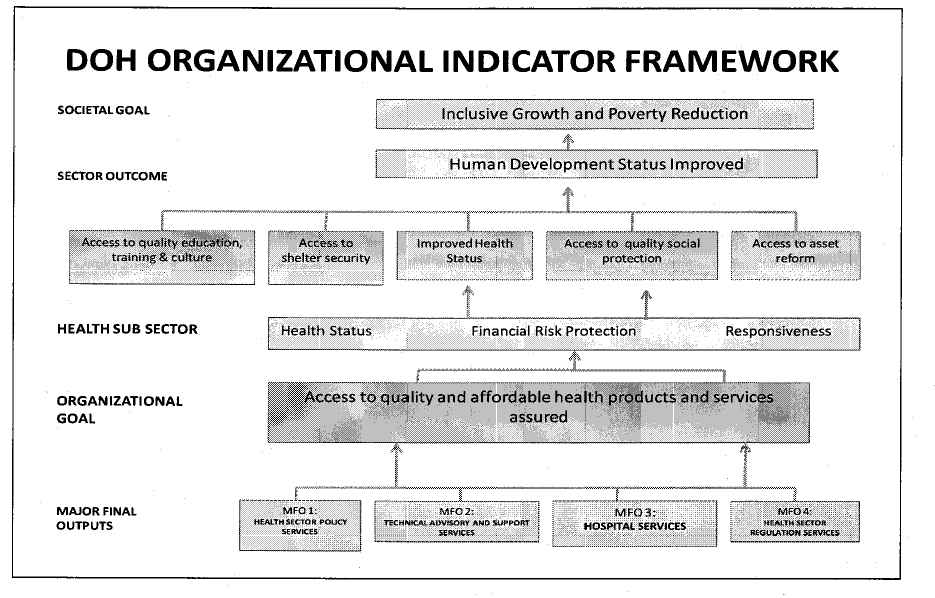 DOH ORGANIZATIONAL INDICATOR FRAMEWORK
SOCIETAL GOAL
Inclusive Growth and Poverty Reduction
Human Development Status Improved
SECTOR OUTCOME
Access to quality education,
training & culture
Access to
shelter security
Improved Health
Status
Access to quality social
protection
Access to asset
reform
HEALTH SUB SECTOR
Health Status
Financial Risk Protection
Responsiveness
ORGANIZATIONAL
GOAL
Access to quality and affordable health products and services
assured
MAJOR FINAL
OUTPUTS
MFO 1:
HEALTH SECTOR POLICY
SERVICES
MFO 2:
TECHNICAL ADVISORY AND SUPPORT
SERVICES
MFO 3:
HOSPITAL SERVICES
MFO 4:
HEALTH SECTOR
REGULATION SERVICES